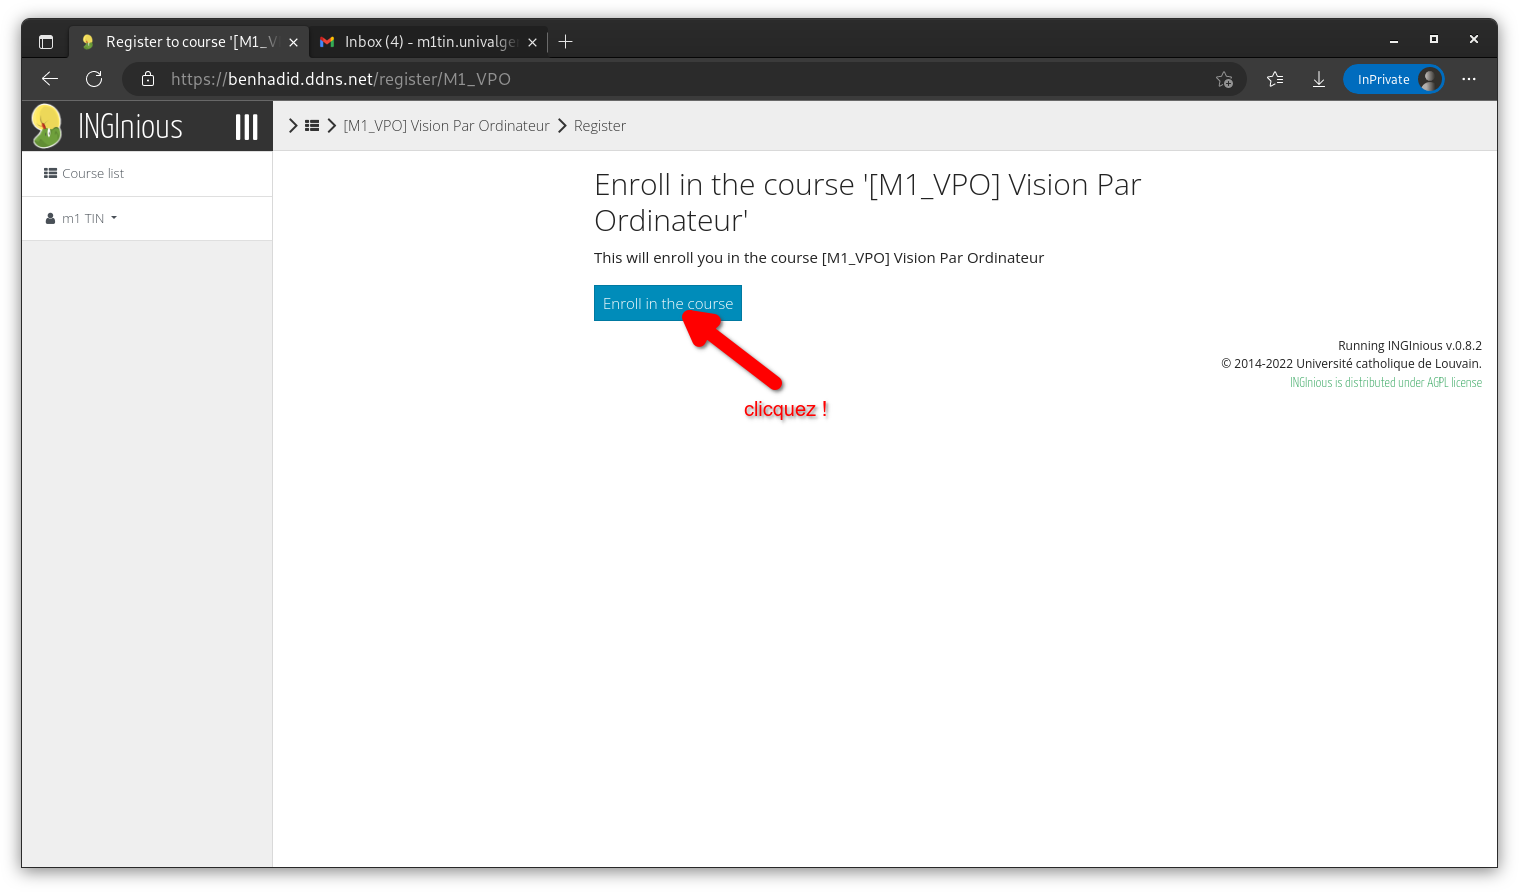 Register to course '[M1_V
Inbox (4) - m1tin.univalge
https://benhadid.ddns.net/register/M1_VPO
InPrivate
INGInious
[M1_VPO] Vision Par Ordinateur
Register
Course list
m1 TIN
Enroll in the course '[M1_VPO] Vision Par
Ordinateur'
This will enroll you in the course [M1_VPO] Vision Par Ordinateur
Enroll in the course
clicquez !
Running INGInious v.0.8.2
© 2014-2022 Université catholique de Louvain.
INGInious is distributed under AGPL license